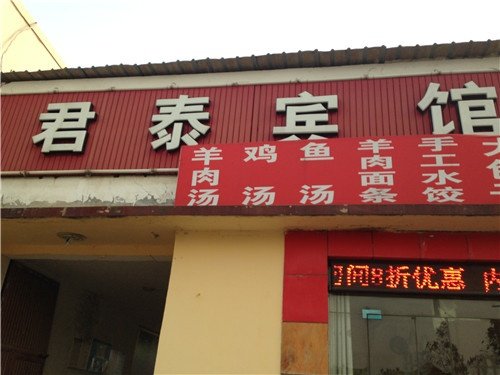 君泰宾馆
羊肉汤 鸡汤 鱼汤 羊肉面条 手工水饺
间8折优惠 内